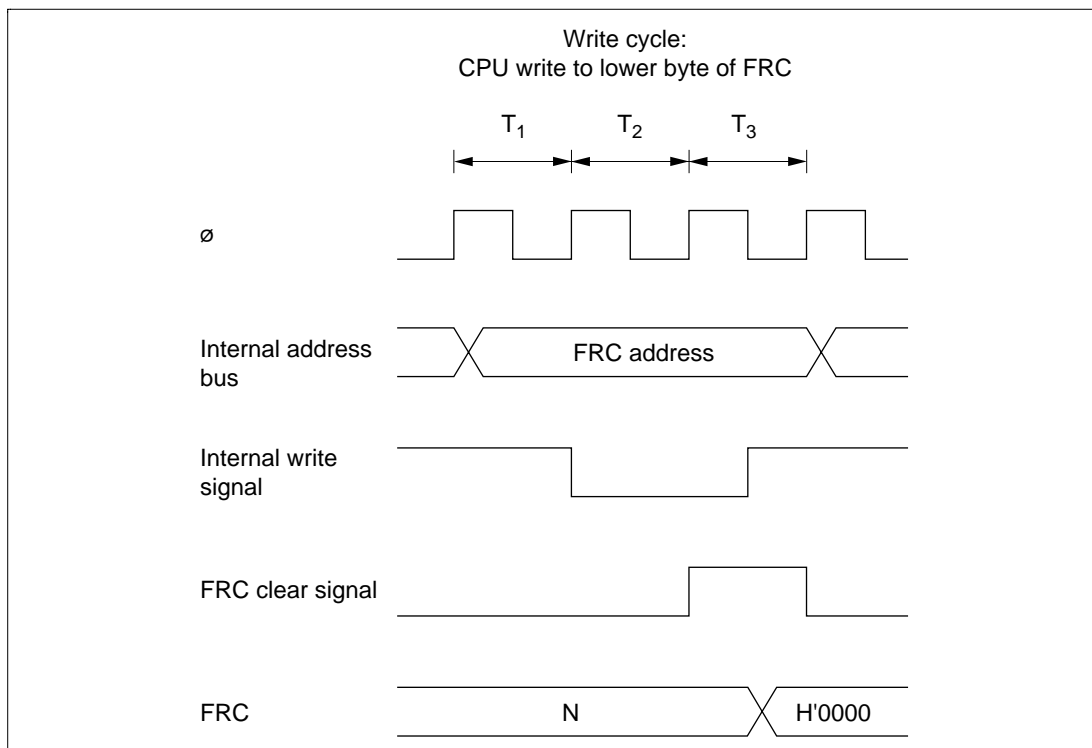 Write cycle:
CPU write to lower byte of FRC
T1 T2 T3
ø
Internal address
bus
FRC address
Internal write
signal
FRC clear signal
FRC N H'0000